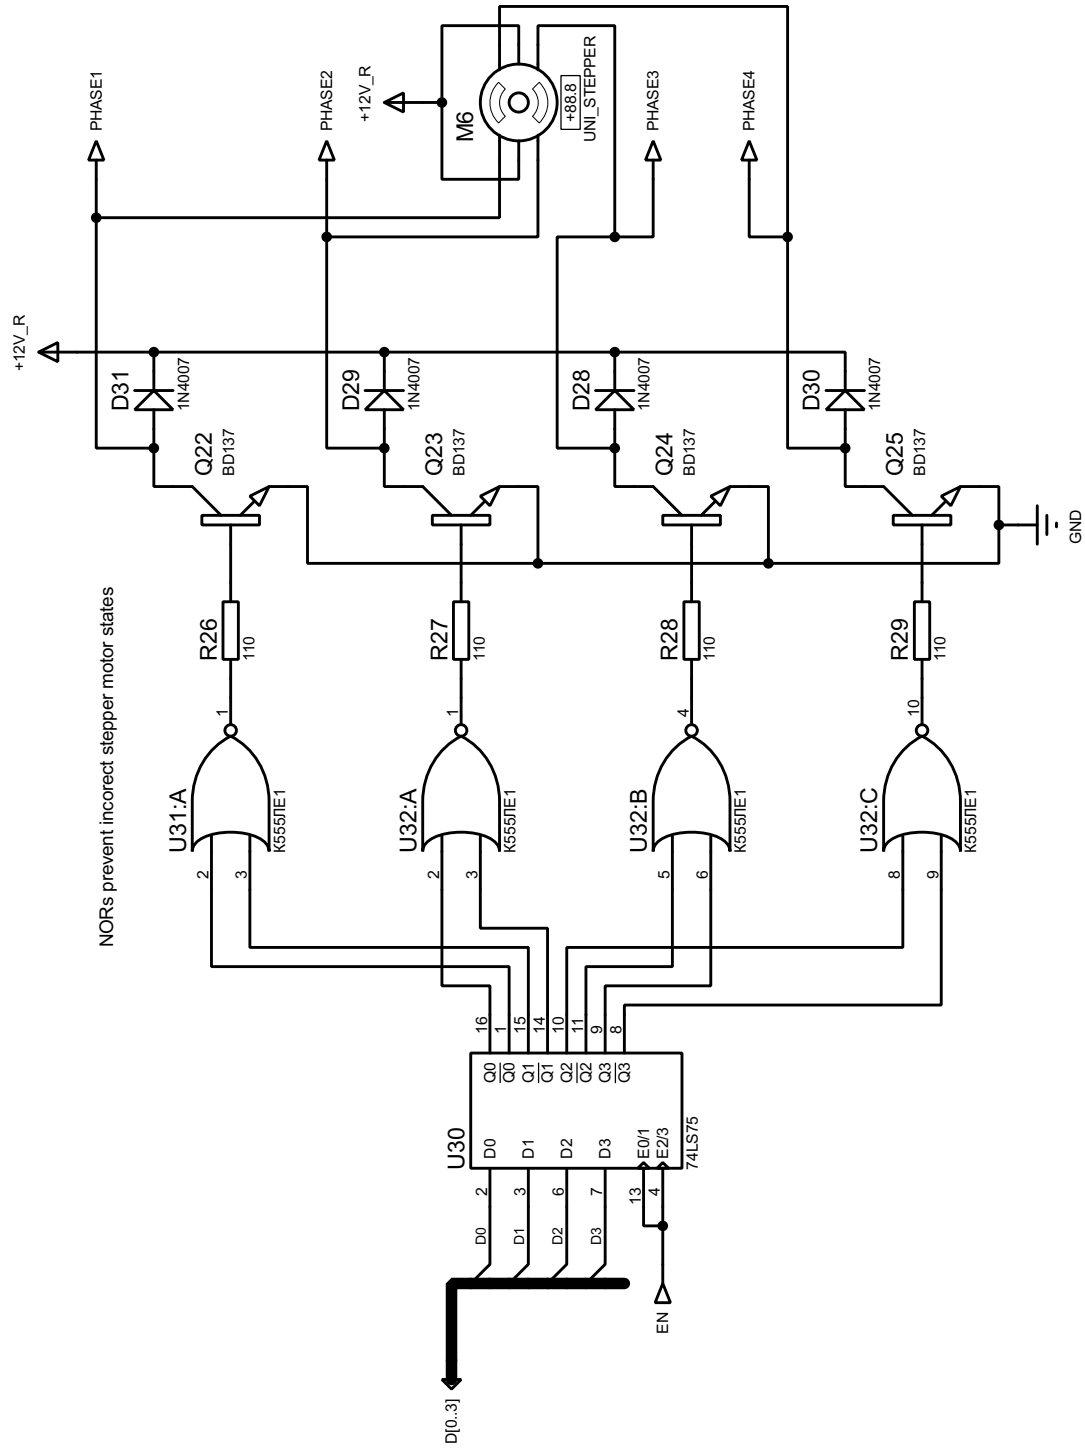 NORs prevent incorect stepper motor states
+12V_R
PHASE1
PHASE2
+12V_R
M6
+88.8
UNI_STEPPER
PHASE3
PHASE4
D31
1N4007
D29
1N4007
D28
1N4007
D30
1N4007
Q22
BD137
Q23
BD137
Q24
BD137
Q25
BD137
GND
R26
110
R27
110
R28
110
R29
110
U31:A
К555ЛЕ1
2
3
1
U32:A
К555ЛЕ1
2
3
1
U32:B
К555ЛЕ1
5
6
4
U32:C
К555ЛЕ1
8
9
10
U30
74LS75
D0
D1
D2
D3
E0/1
E2/3
Q0
Q0
Q1
Q1
Q2
Q2
Q3
Q3
16
1
15
14
10
11
9
8
2
3
6
7
13
4
D0
D1
D2
D3
EN
D[0..3]